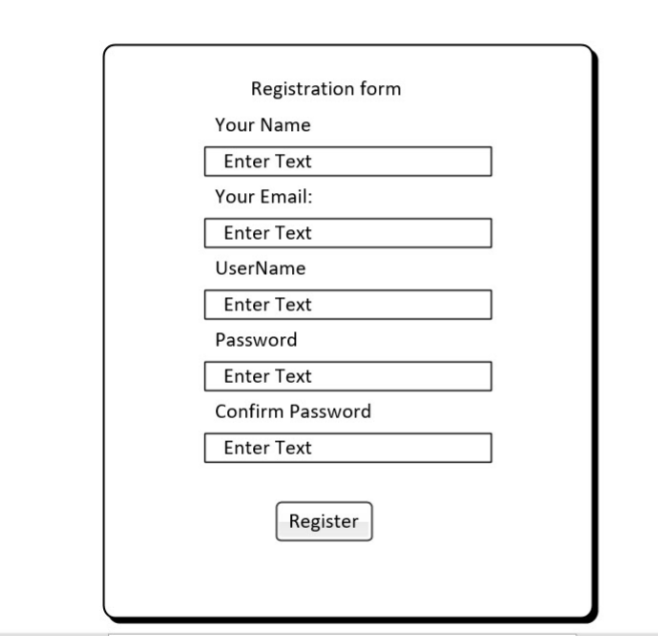 Registration form
Your Name
Enter Text
Your Email:
Enter Text
UserName
Enter Text
Password
Enter Text
Confirm Password
Enter Text
Register